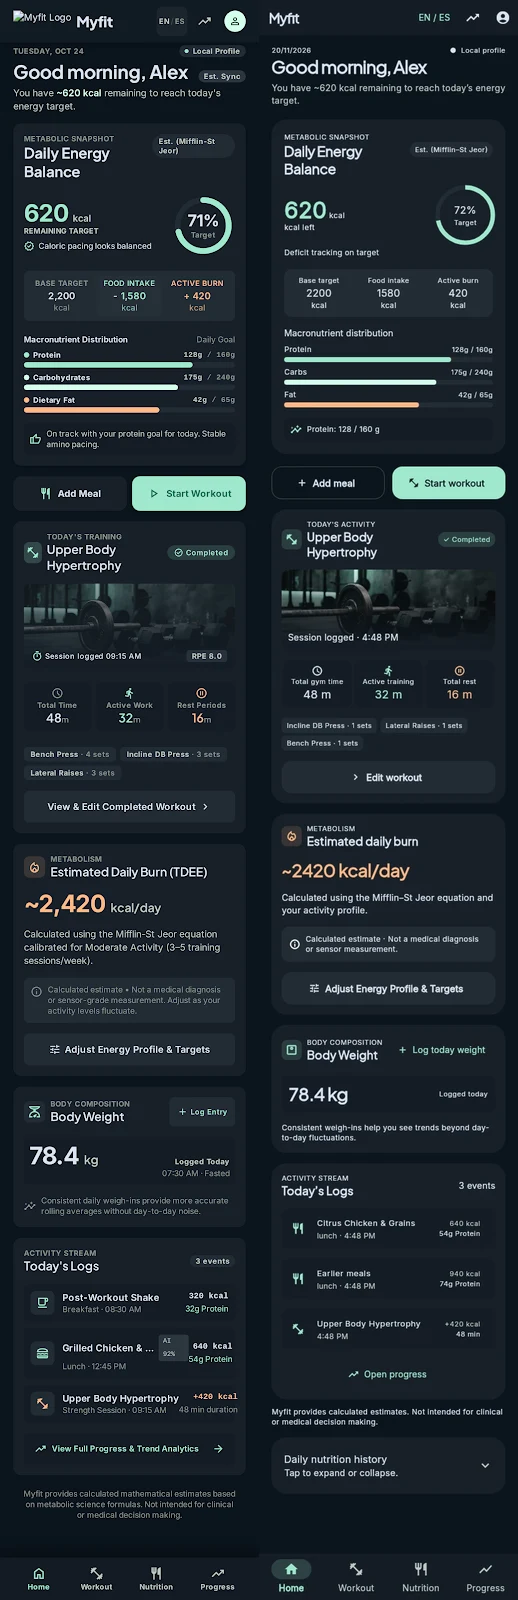 Myfit Logo
Myfit
EN / ES
TUESDAY, OCT 24
Local Profile
Good morning, Alex
Est. Sync
You have ~620 kcal remaining to reach today's
energy target.
METABOLIC SNAPSHOT
Daily Energy
Balance
Est. (Mifflin-St
Jeor)
620 kcal
REMAINING TARGET
Caloric pacing looks balanced
71%
Target
BASE TARGET
2,200
kcal
FOOD INTAKE
- 1,580
kcal
ACTIVE BURN
+ 420
kcal
Macronutrient Distribution
Daily Goal
Protein
128g / 160g
Carbohydrates
175g / 240g
Dietary Fat
42g / 65g
On track with your protein goal for today. Stable
amino pacing.
Add Meal
Start Workout
TODAY'S TRAINING
Upper Body
Hypertrophy
Completed
Session logged 09:15 AM
RPE 8.0
Total Time
48m
Active Work
32m
Rest Periods
16m
Bench Press · 4 sets
Incline DB Press · 3 sets
Lateral Raises · 3 sets
View & Edit Completed Workout
METABOLISM
Estimated Daily Burn (TDEE)
~2,420 kcal/day
Calculated using the Mifflin-St Jeor equation
calibrated for Moderate Activity (3–5 training
sessions/week).
Calculated estimate • Not a medical diagnosis
or sensor-grade measurement. Adjust as your
activity levels fluctuate.
Adjust Energy Profile & Targets
BODY COMPOSITION
Body Weight
+ Log Entry
78.4 kg
Logged Today
07:30 AM · Fasted
Consistent daily weigh-ins provide more accurate
rolling averages without day-to-day noise.
ACTIVITY STREAM
Today's Logs
3 events
Post-Workout Shake
Breakfast · 08:30 AM
320 kcal
32g Protein
Grilled Chicken & ...
Lunch · 12:45 PM
AI
92%
640 kcal
54g Protein
Upper Body Hypertrophy
Strength Session · 09:15 AM
+420 kcal
48 min duration
View Full Progress & Trend Analytics
Myfit provides calculated mathematical estimates based
on metabolic science formulas. Not intended for clinical
or medical decision making.
Home
Workout
Nutrition
Progress
Myfit
EN / ES
20/11/2026
Local profile
Good morning, Alex
You have ~620 kcal remaining to reach today's energy
target.
METABOLIC SNAPSHOT
Daily Energy
Balance
Est. (Mifflin-St Jeor)
620 kcal
kcal left
Deficit tracking on target
72%
Target
Base target
2200
kcal
Food Intake
1580
kcal
Active burn
420
kcal
Macronutrient distribution
Protein
128g / 160g
Carbs
175g / 240g
Fat
42g / 65g
Protein: 128 / 160 g
+ Add meal
Start workout
TODAY'S ACTIVITY
Upper Body
Hypertrophy
Completed
Session logged · 4:48 PM
Total gym time
48 m
Active training
32 m
Total rest
16 m
Incline DB Press · 1 sets
Lateral Raises · 1 sets
Bench Press · 1 sets
Edit workout
METABOLISM
Estimated daily burn
~2420 kcal/day
Calculated using the Mifflin–St Jeor equation and
your activity profile.
Calculated estimate · Not a medical diagnosis
or sensor measurement.
Adjust Energy Profile & Targets
BODY COMPOSITION
Body Weight
+ Log today weight
78.4 kg
Logged today
Consistent weigh-ins help you see trends beyond day-
to-day fluctuations.
ACTIVITY STREAM
Today's Logs
3 events
Citrus Chicken & Grains
lunch · 4:48 PM
640 kcal
54g Protein
Earlier meals
lunch · 4:48 PM
940 kcal
74g Protein
Upper Body Hypertrophy
4:48 PM
+420 kcal
48 min
Open progress
Myfit provides calculated estimates. Not intended for clinical
or medical decision making.
Daily nutrition history
Tap to expand or collapse.
Home
Workout
Nutrition
Progress